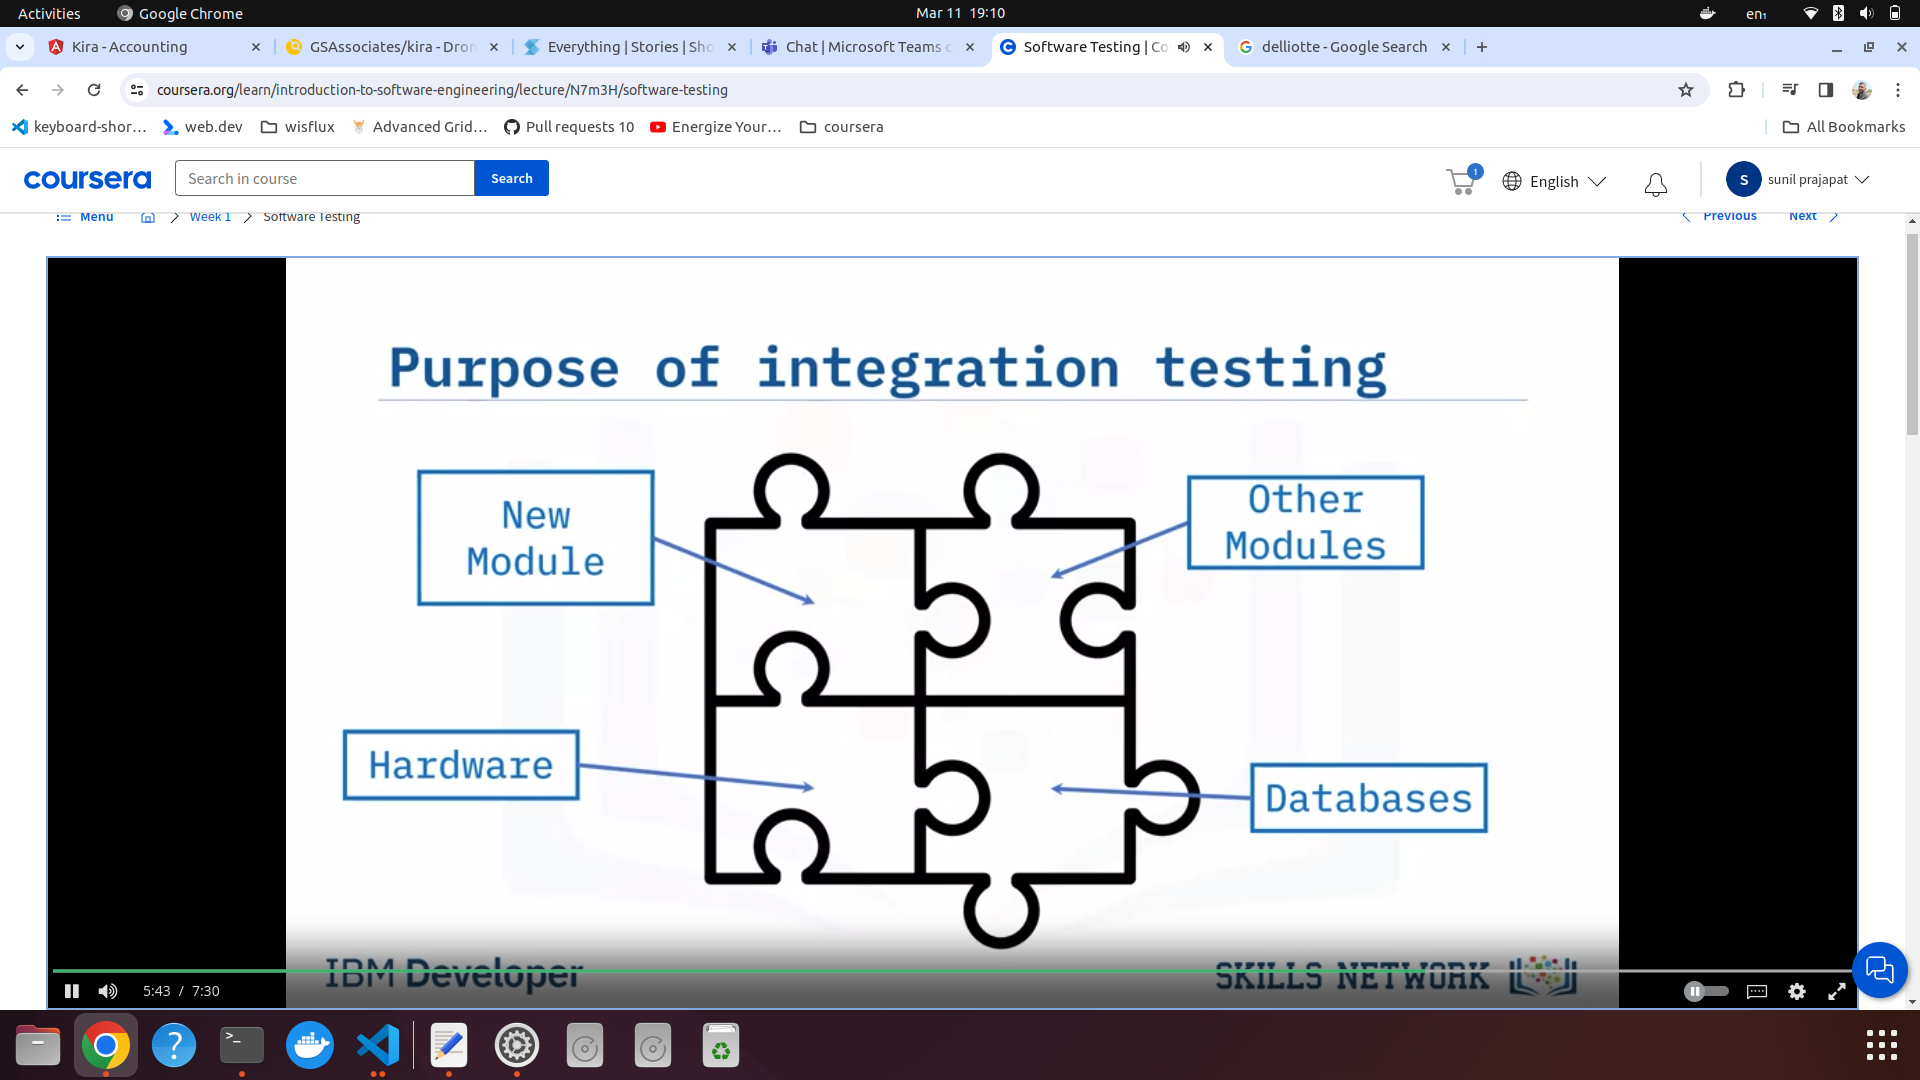 Activities
Google Chrome
Mar 11 19:10
en1
Kira - Accounting
GSAssociates/kira - Dron
Everything | Stories | Sho
Chat | Microsoft Teams c
Software Testing | Co
delliotte - Google Search
coursera.org/learn/introduction-to-software-engineering/lecture/N7m3H/software-testing
keyboard-shor...
web.dev
wisflux
Advanced Grid...
Pull requests 10
Energize Your...
coursera
All Bookmarks
coursera
Search in course
Search
1
English
S
sunil prajapat
Menu
Week 1
Software Testing
Previous
Next
Purpose of integration testing
New
Module
Other
Modules
Hardware
Databases
IBM Developer
SKILLS NETWORK
5:43 / 7:30